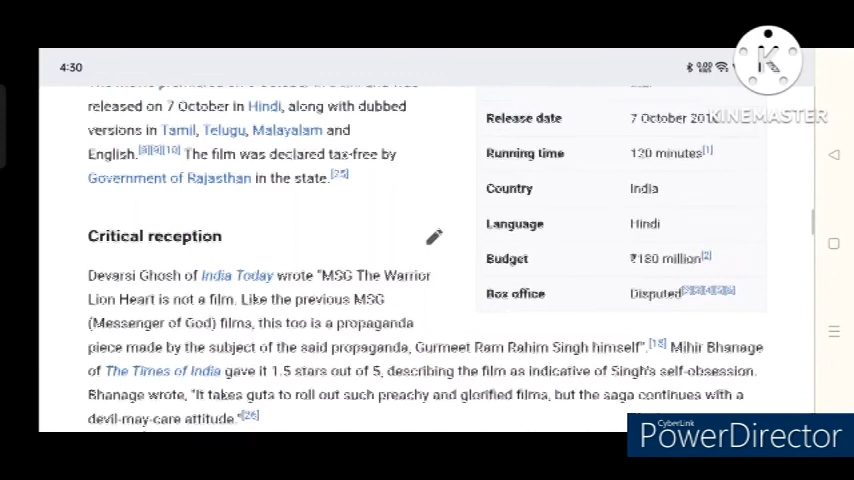 4:30
KINEMASTER
released on 7 October in Hindi, along with dubbed
versions in Tamil, Telugu, Malayalam and
English.[8][9][10] The film was declared tax-free by
Government of Rajasthan in the state.[25]
Release date 7 October 2016
Running time 120 minutes[1]
Country India
Language Hindi
Budget ₹180 million[2]
Box office Disputed
Critical reception
Devarsi Ghosh of India Today wrote "MSG The Warrior
Lion Heart is not a film. Like the previous MSG
(Messenger of God) films, this too is a propaganda
piece made by the subject of the said propaganda, Gurmeet Ram Rahim Singh himself".[18] Mihir Bhanage
of The Times of India gave it 1.5 stars out of 5, describing the film as indicative of Singh's self-obsession.
Bhanage wrote, "It takes guts to roll out such preachy and glorified films, but the saga continues with a
devil-may-care attitude."[26]
CyberLink
PowerDirector